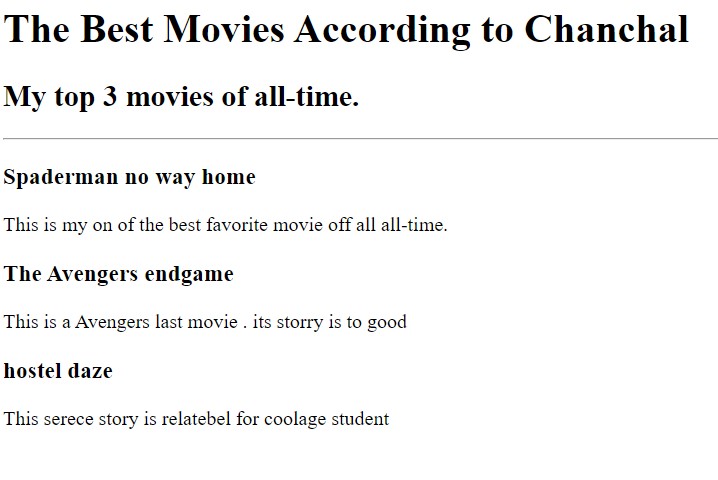 The Best Movies According to Chanchal
My top 3 movies of all-time.
Spaderman no way home
This is my on of the best favorite movie off all all-time.
The Avengers endgame
This is a Avengers last movie . its storry is to good
hostel daze
This serece story is relatebel for coolage student